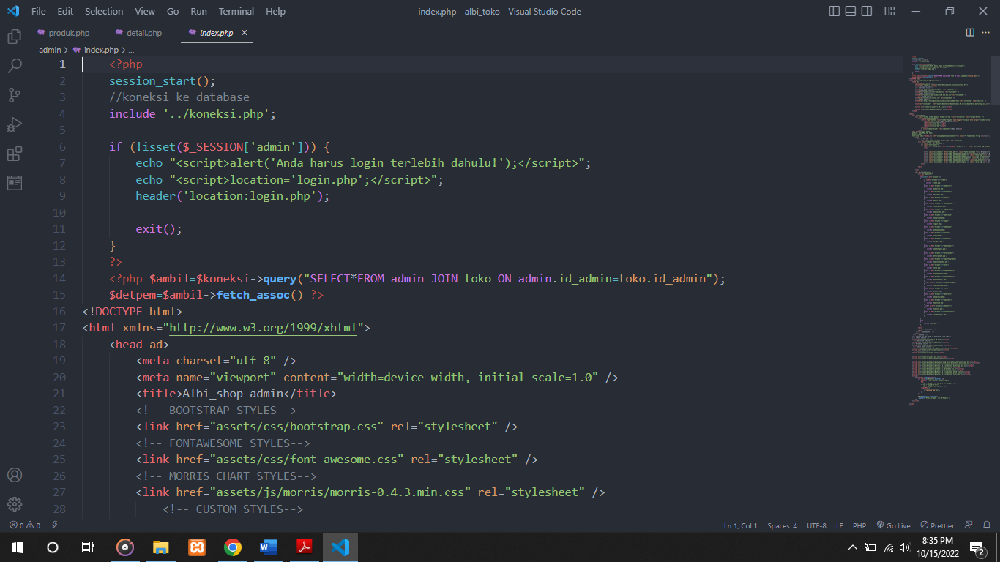 File Edit Selection View Go Run Terminal Help index.php - albi_toko - Visual Studio Code
produk.php detail.php index.php
admin > index.php > ...
1 <?php
2 session_start();
3 //koneksi ke database
4 include '../koneksi.php';
5
6 if (!isset($_SESSION['admin'])) {
7 echo "<script>alert('Anda harus login terlebih dahulu!');</script>";
8 echo "<script>location='login.php';</script>";
9 header('location:login.php');
10
11 exit();
12 }
13 ?>
14 <?php $ambil=$koneksi->query("SELECT*FROM admin JOIN toko ON admin.id_admin=toko.id_admin");
15 $detpem=$ambil->fetch_assoc() ?>
16 <!DOCTYPE html>
17 <html xmlns="http://www.w3.org/1999/xhtml">
18 <head ad>
19 <meta charset="utf-8" />
20 <meta name="viewport" content="width=device-width, initial-scale=1.0" />
21 <title>Albi_shop admin</title>
22 <!-- BOOTSTRAP STYLES-->
23 <link href="assets/css/bootstrap.css" rel="stylesheet" />
24 <!-- FONTAWESOME STYLES-->
25 <link href="assets/css/font-awesome.css" rel="stylesheet" />
26 <!-- MORRIS CHART STYLES-->
27 <link href="assets/js/morris/morris-0.4.3.min.css" rel="stylesheet" />
28 <!-- CUSTOM STYLES-->
0 0 Ln 1, Col 1 Spaces: 4 UTF-8 LF PHP Go Live Prettier
8:35 PM
10/15/2022
2